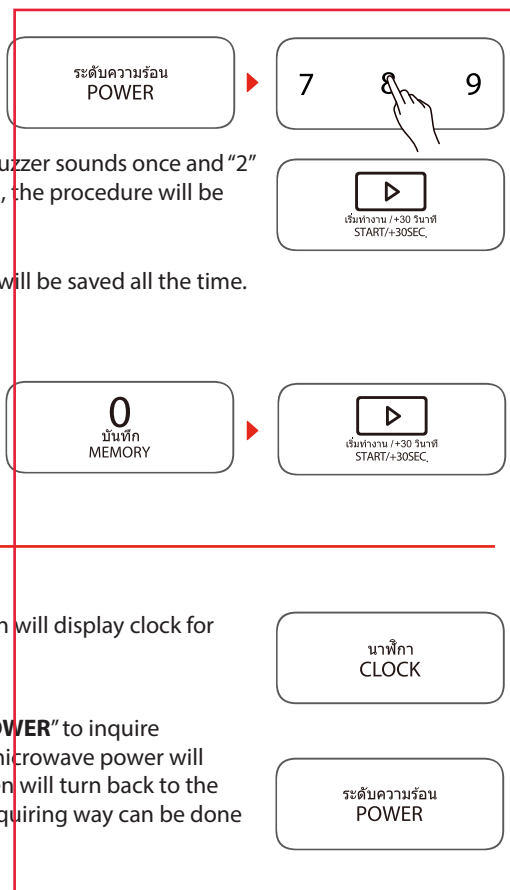 ระดับความร้อน
POWER
7 8 9
uzzer sounds once and “2”
, the procedure will be
เริ่มทำงาน / +30 วินาที
START/+30SEC.
will be saved all the time.
0
บันทึก
MEMORY
เริ่มทำงาน / +30 วินาที
START/+30SEC.
n will display clock for
นาฬิกา
CLOCK
OWER” to inquire
microwave power will
en will turn back to the
quiring way can be done
ระดับความร้อน
POWER